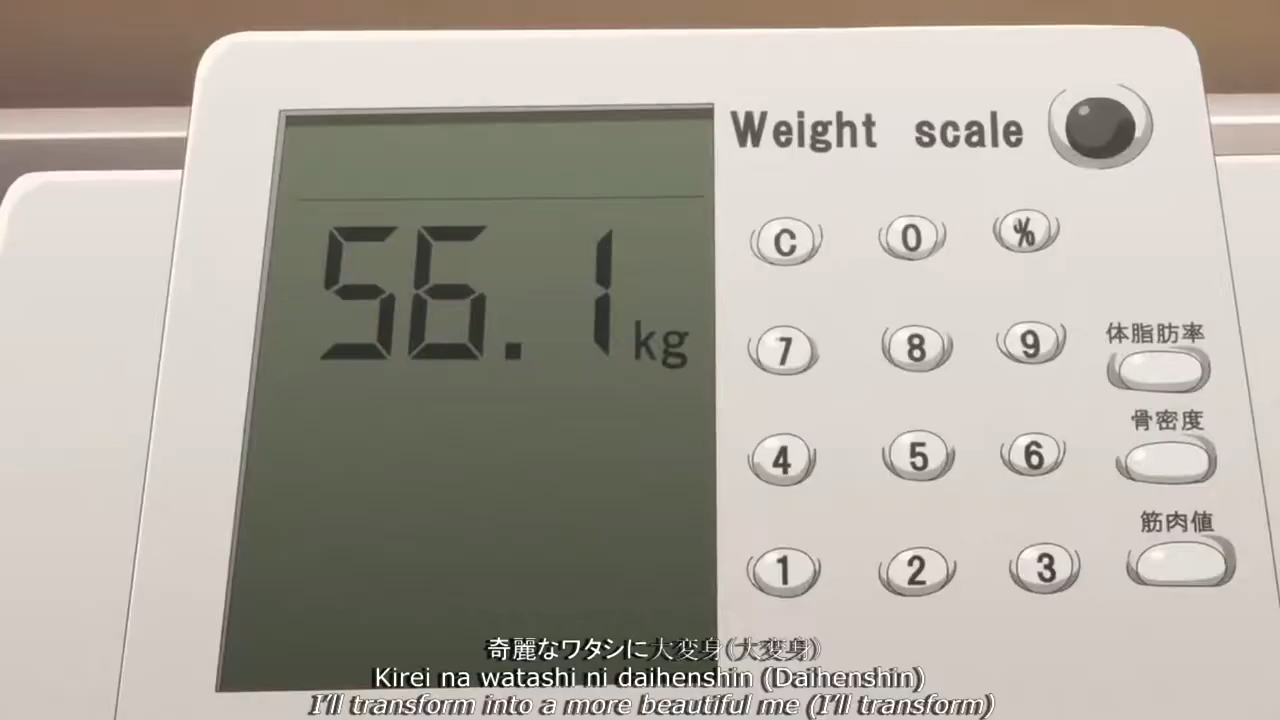 Weight scale
56.1kg
C 0 %
7 8 9
体脂肪率
骨密度
4 5 6
筋肉値
1 2 3
奇麗なワタシに大変身(大変身)
Kirei na watashi ni daihenshin (Daihenshin)
I'll transform into a more beautiful me (I'll transform)